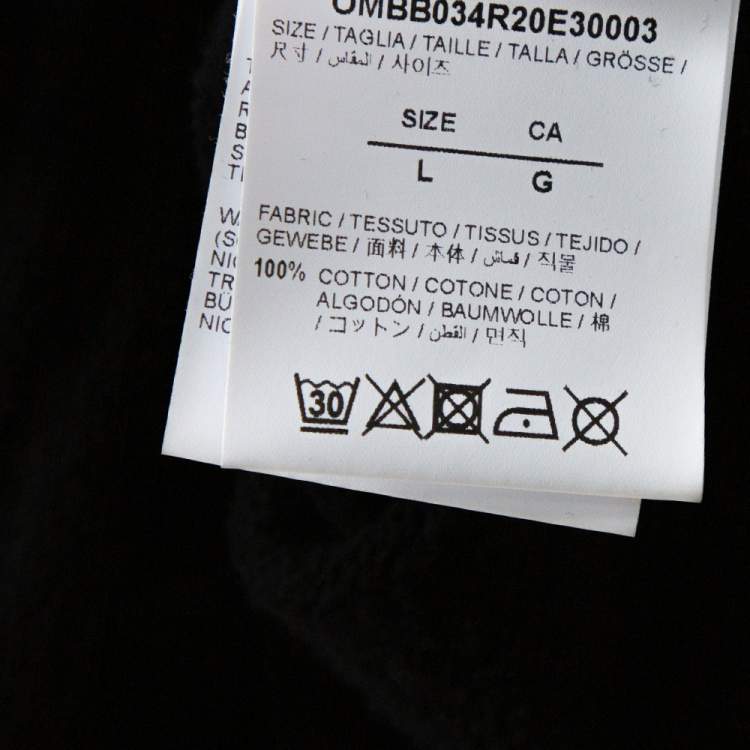 OMBB034R20E30003
SIZE / TAGLIA / TAILLE / TALLA / GRÖSSE /
尺寸 / المقاس / 사이즈
SIZE CA
L G
FABRIC / TESSUTO / TISSUS / TEJIDO /
GEWEBE / 面料 / 本体 / قماش / 직물
100% COTTON / COTONE / COTON /
ALGODÓN / BAUMWOLLE / 棉
/ コットン / القطن / 면직
30